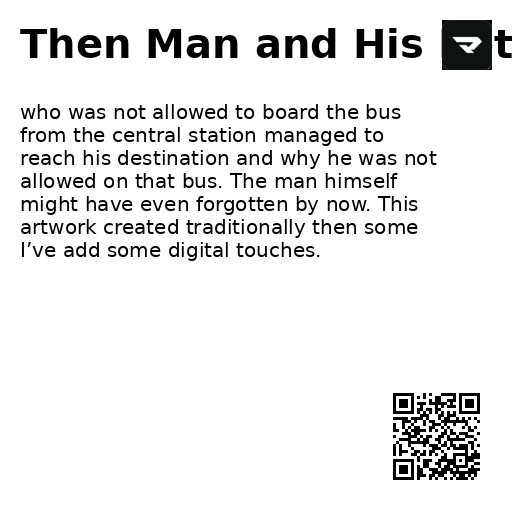 Then Man and His
who was not allowed to board the bus
from the central station managed to
reach his destination and why he was not
allowed on that bus. The man himself
might have even forgotten by now. This
artwork created traditionally then some
I’ve add some digital touches.